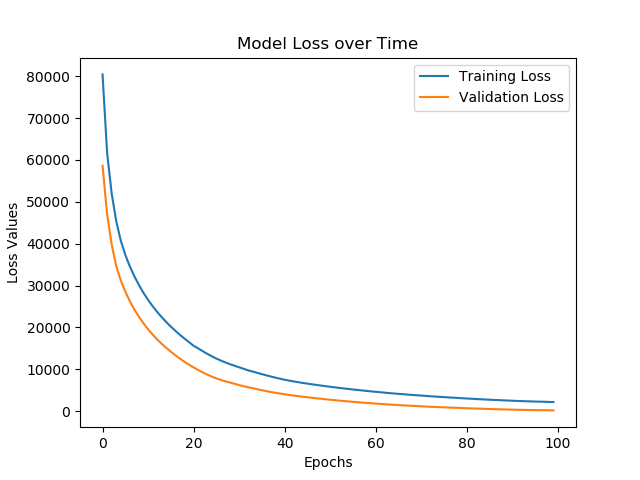 Model Loss over Time
Training Loss
Validation Loss
80000
70000
60000
50000
40000
30000
20000
10000
0
Loss Values
0 20 40 60 80 100
Epochs